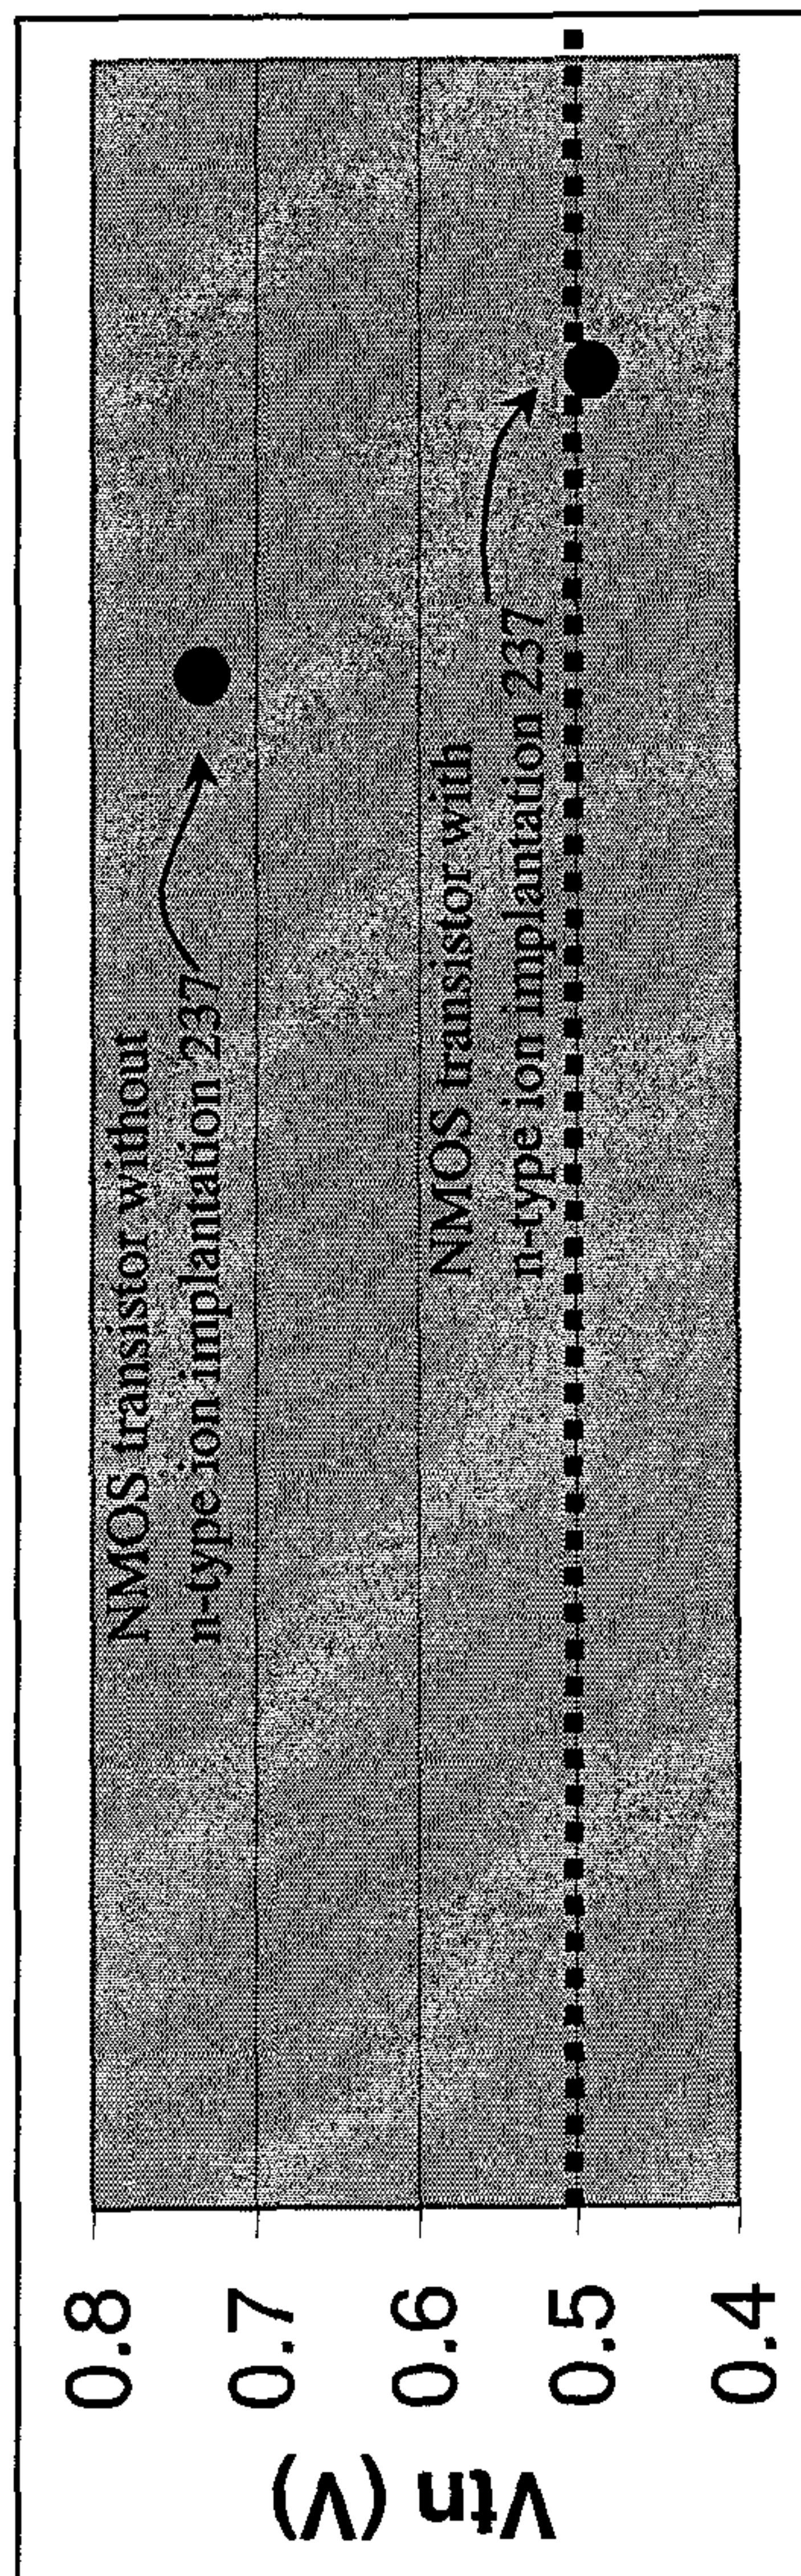 Vtn (V)
0.8
0.7
0.6
0.5
0.4
NMOS transistor without
n-type ion implantation 237
NMOS transistor with
n-type ion implantation 237